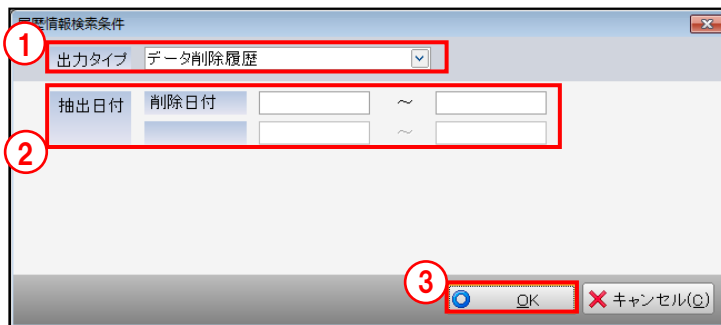 履歴情報検索条件
①
出力タイプ データ削除履歴
抽出日付 削除日付 ～
～
②
③
OK キャンセル(C)